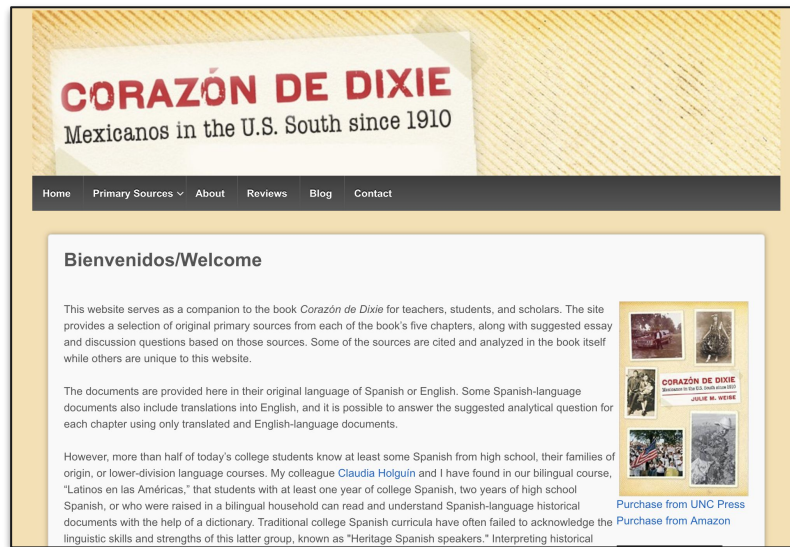 CORAZÓN DE DIXIE
Mexicanos in the U.S. South since 1910
Home Primary Sources About Reviews Blog Contact
Bienvenidos/Welcome
This website serves as a companion to the book Corazón de Dixie for teachers, students, and scholars. The site
provides a selection of original primary sources from each of the book's five chapters, along with suggested essay
and discussion questions based on those sources. Some of the sources are cited and analyzed in the book itself
while others are unique to this website.
The documents are provided here in their original language of Spanish or English. Some Spanish-language
documents also include translations into English, and it is possible to answer the suggested analytical question for
each chapter using only translated and English-language documents.
However, more than half of today's college students know at least some Spanish from high school, their families of
origin, or lower-division language courses. My colleague Claudia Holguín and I have found in our bilingual course,
“Latinos en las Américas,” that students with at least one year of college Spanish, two years of high school
Spanish, or who were raised in a bilingual household can read and understand Spanish-language historical
documents with the help of a dictionary. Traditional college Spanish curricula have often failed to acknowledge the
linguistic skills and strengths of this latter group, known as "Heritage Spanish speakers." Interpreting historical
CORAZÓN DE DIXIE
Mexicanos in the U.S. South since 1910
JULIE M. WEISE
Purchase from UNC Press
Purchase from Amazon